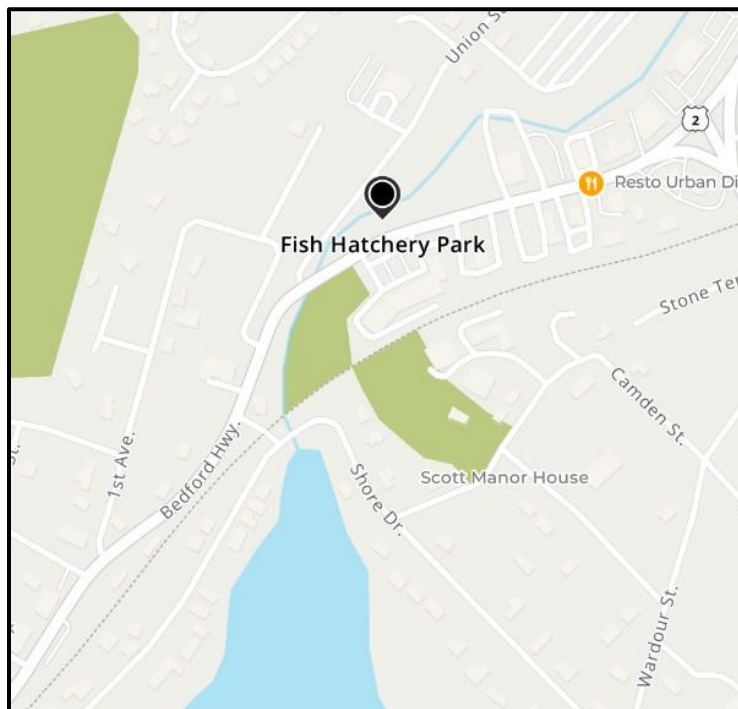 Union S
2
Resto Urban Di
Fish Hatchery Park
Stone Ter
Camden St.
1st Ave.
Bedford Hwy.
Shore Dr.
Scott Manor House
Wardour St.
st.